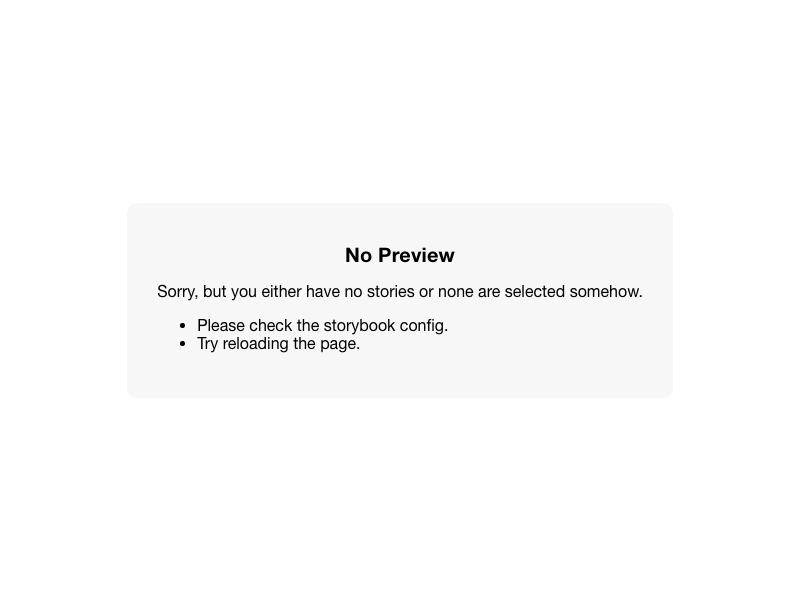 No Preview
Sorry, but you either have no stories or none are selected somehow.
• Please check the storybook config.
• Try reloading the page.